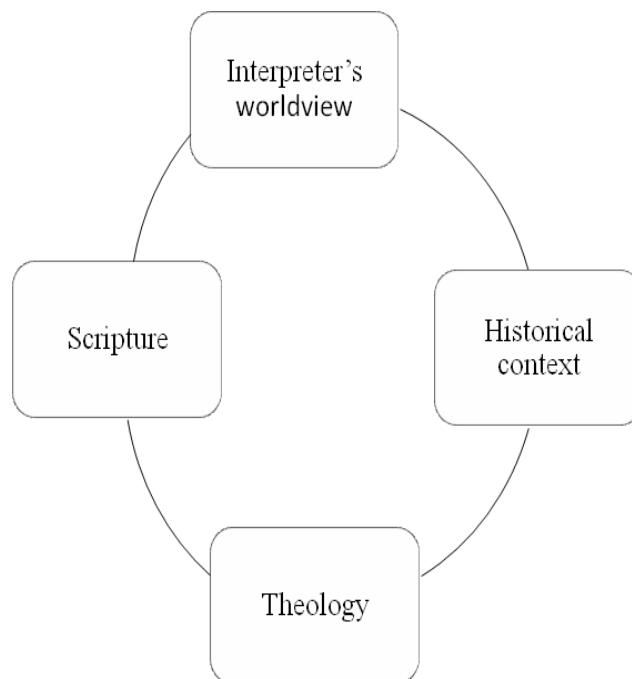 Interpreter’s
worldview
Scripture
Historical
context
Theology